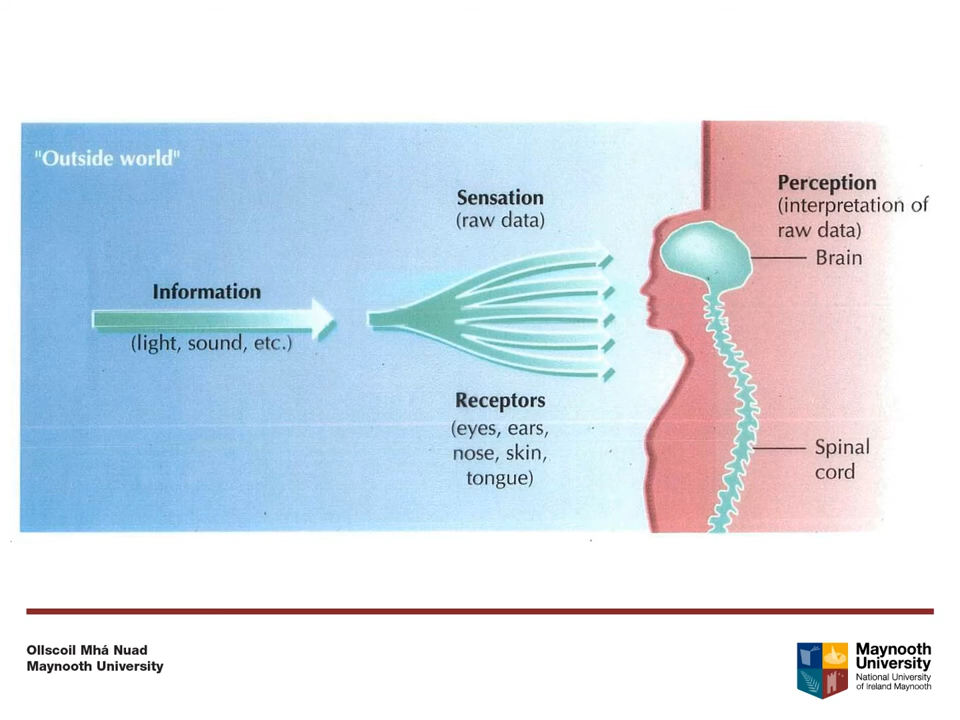 "Outside world"
Sensation
(raw data)
Perception
(interpretation of
raw data)
Brain
Information
(light, sound, etc.)
Receptors
(eyes, ears,
nose, skin,
tongue)
Spinal
cord
Ollscoil Mhá Nuad
Maynooth University
Maynooth
University
National University
of Ireland Maynooth